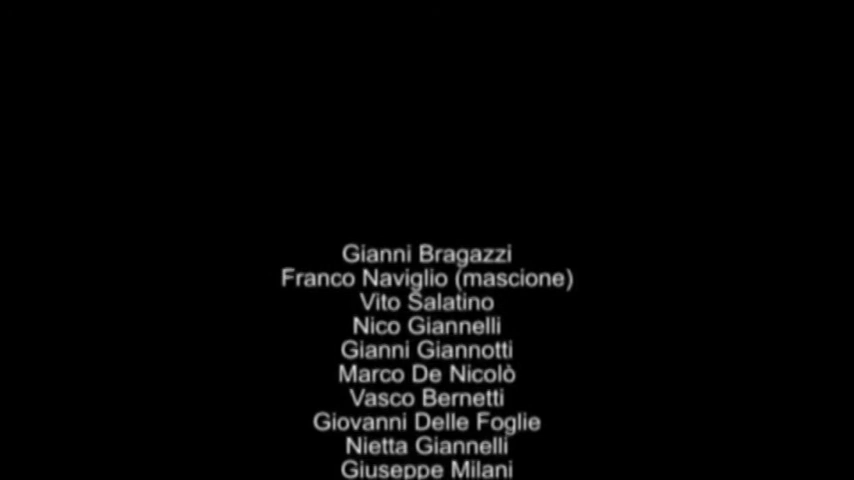 Gianni Bragazzi
Franco Naviglio (mascione)
Vito Salatino
Nico Giannelli
Gianni Giannotti
Marco De Nicolò
Vasco Bernetti
Giovanni Delle Foglie
Nietta Giannelli
Giuseppe Milani